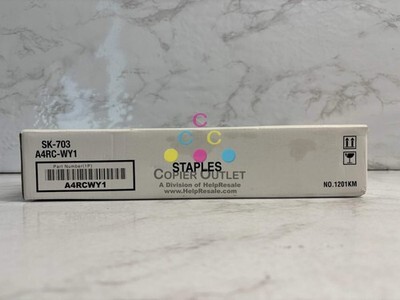 SK-703
A4RC-WY1
Part Number(1P)
A4RCWY1
C
C C
STAPLES
COPIER OUTLET
A Division of HelpResale
www.HelpResale.com
NO.1201KM